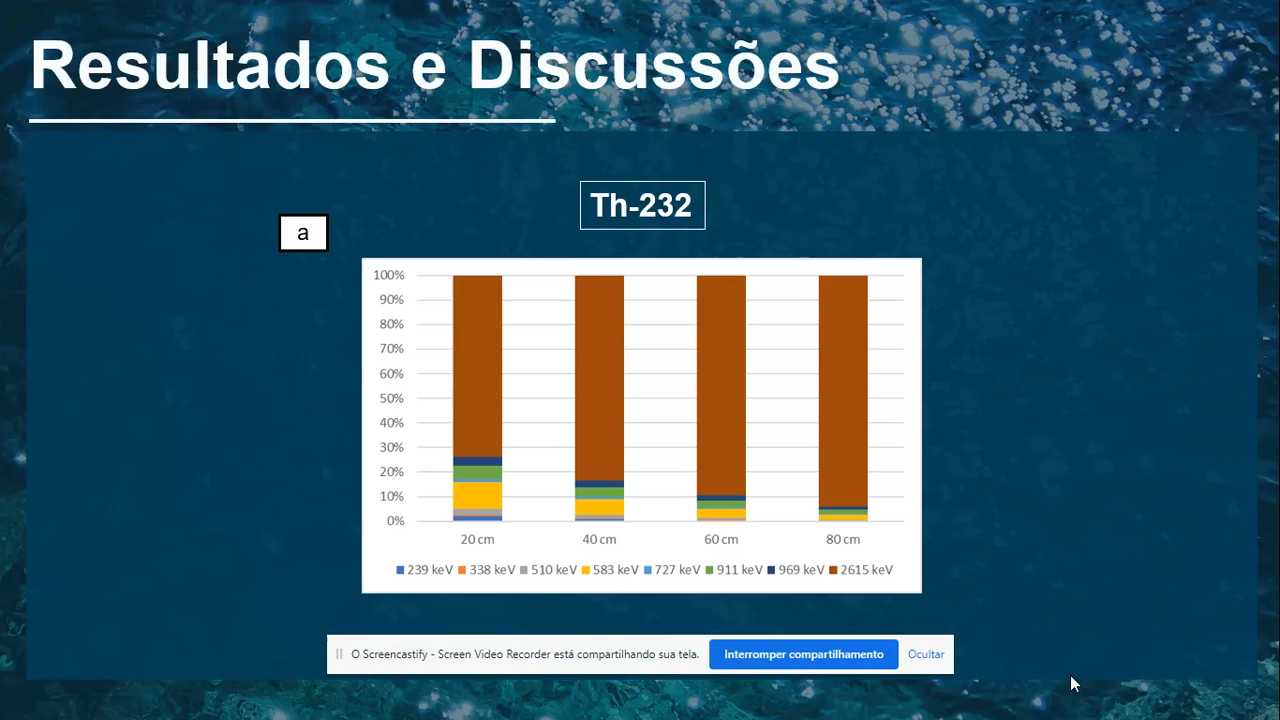 Resultados e Discussões
Th-232
a
100%
90%
80%
70%
60%
50%
40%
30%
20%
10%
0%
20 cm 40 cm 60 cm 80 cm
239 keV 338 keV 510 keV 583 keV 727 keV 911 keV 969 keV 2615 keV
O Screencastify - Screen Video Recorder está compartilhando sua tela. Interromper compartilhamento Ocultar